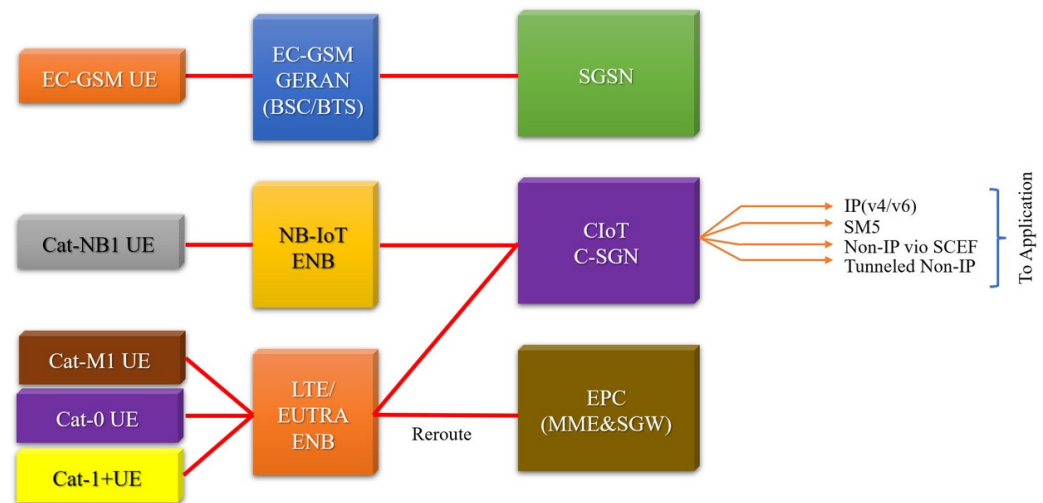 EC-GSM UE
EC-GSM
GERAN
(BSC/BTS)
SGSN
Cat-NB1 UE
NB-IoT
ENB
CIoT
C-SGN
IP(v4/v6)
SM5
Non-IP vio SCEF
Tunneled Non-IP
To Application
Cat-M1 UE
Cat-0 UE
Cat-1+UE
LTE/
EUTRA
ENB
Reroute
EPC
(MME&SGW)